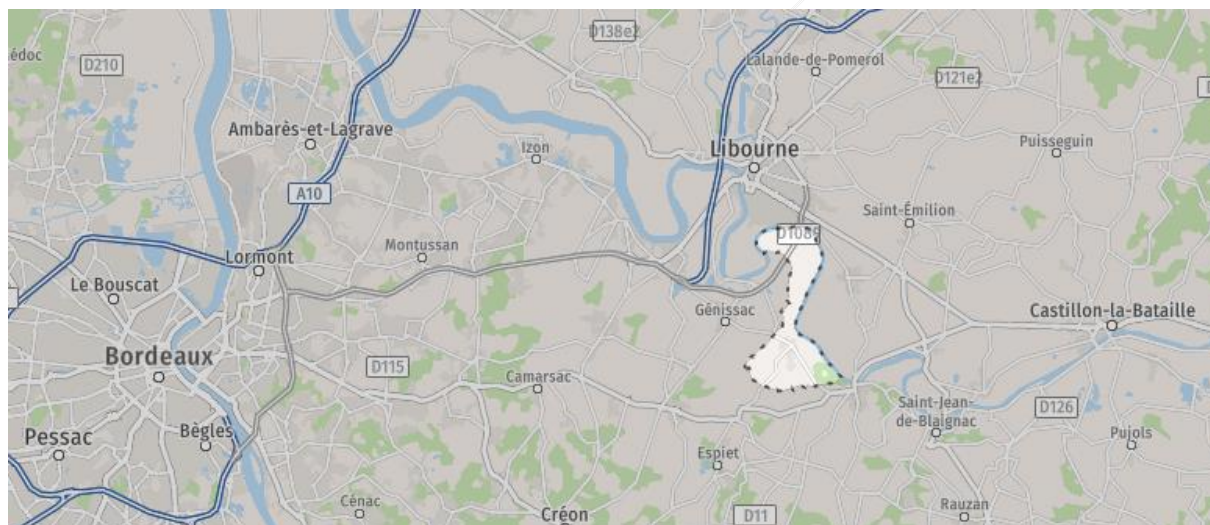 D138e2
édoc
D210
Lalande-de-Pomerol
D121e2
Ambarès-et-Lagrave
Izon
Libourne
Puisseguin
A10
Saint-Émilion
D1089
Montussan
Lormont
Le Bouscat
Génissac
Castillon-la-Bataille
Bordeaux
D115
Camarsac
Saint-Jean-
de-Blaignac
D126
Pessac
Bègles
Pujols
Espiet
Cénac
Créon
D11
Rauzan